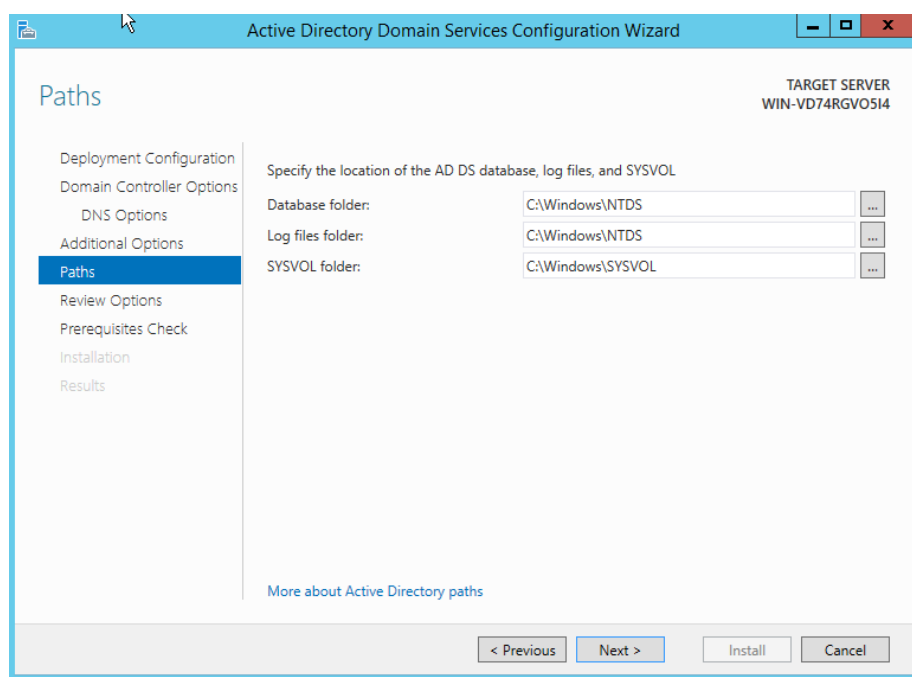 Active Directory Domain Services Configuration Wizard
Paths
TARGET SERVER
WIN-VD74RGVO5I4
Deployment Configuration
Domain Controller Options
DNS Options
Additional Options
Paths
Review Options
Prerequisites Check
Installation
Results
Specify the location of the AD DS database, log files, and SYSVOL
Database folder: C:\Windows\NTDS ...
Log files folder: C:\Windows\NTDS ...
SYSVOL folder: C:\Windows\SYSVOL ...
More about Active Directory paths
< Previous Next > Install Cancel